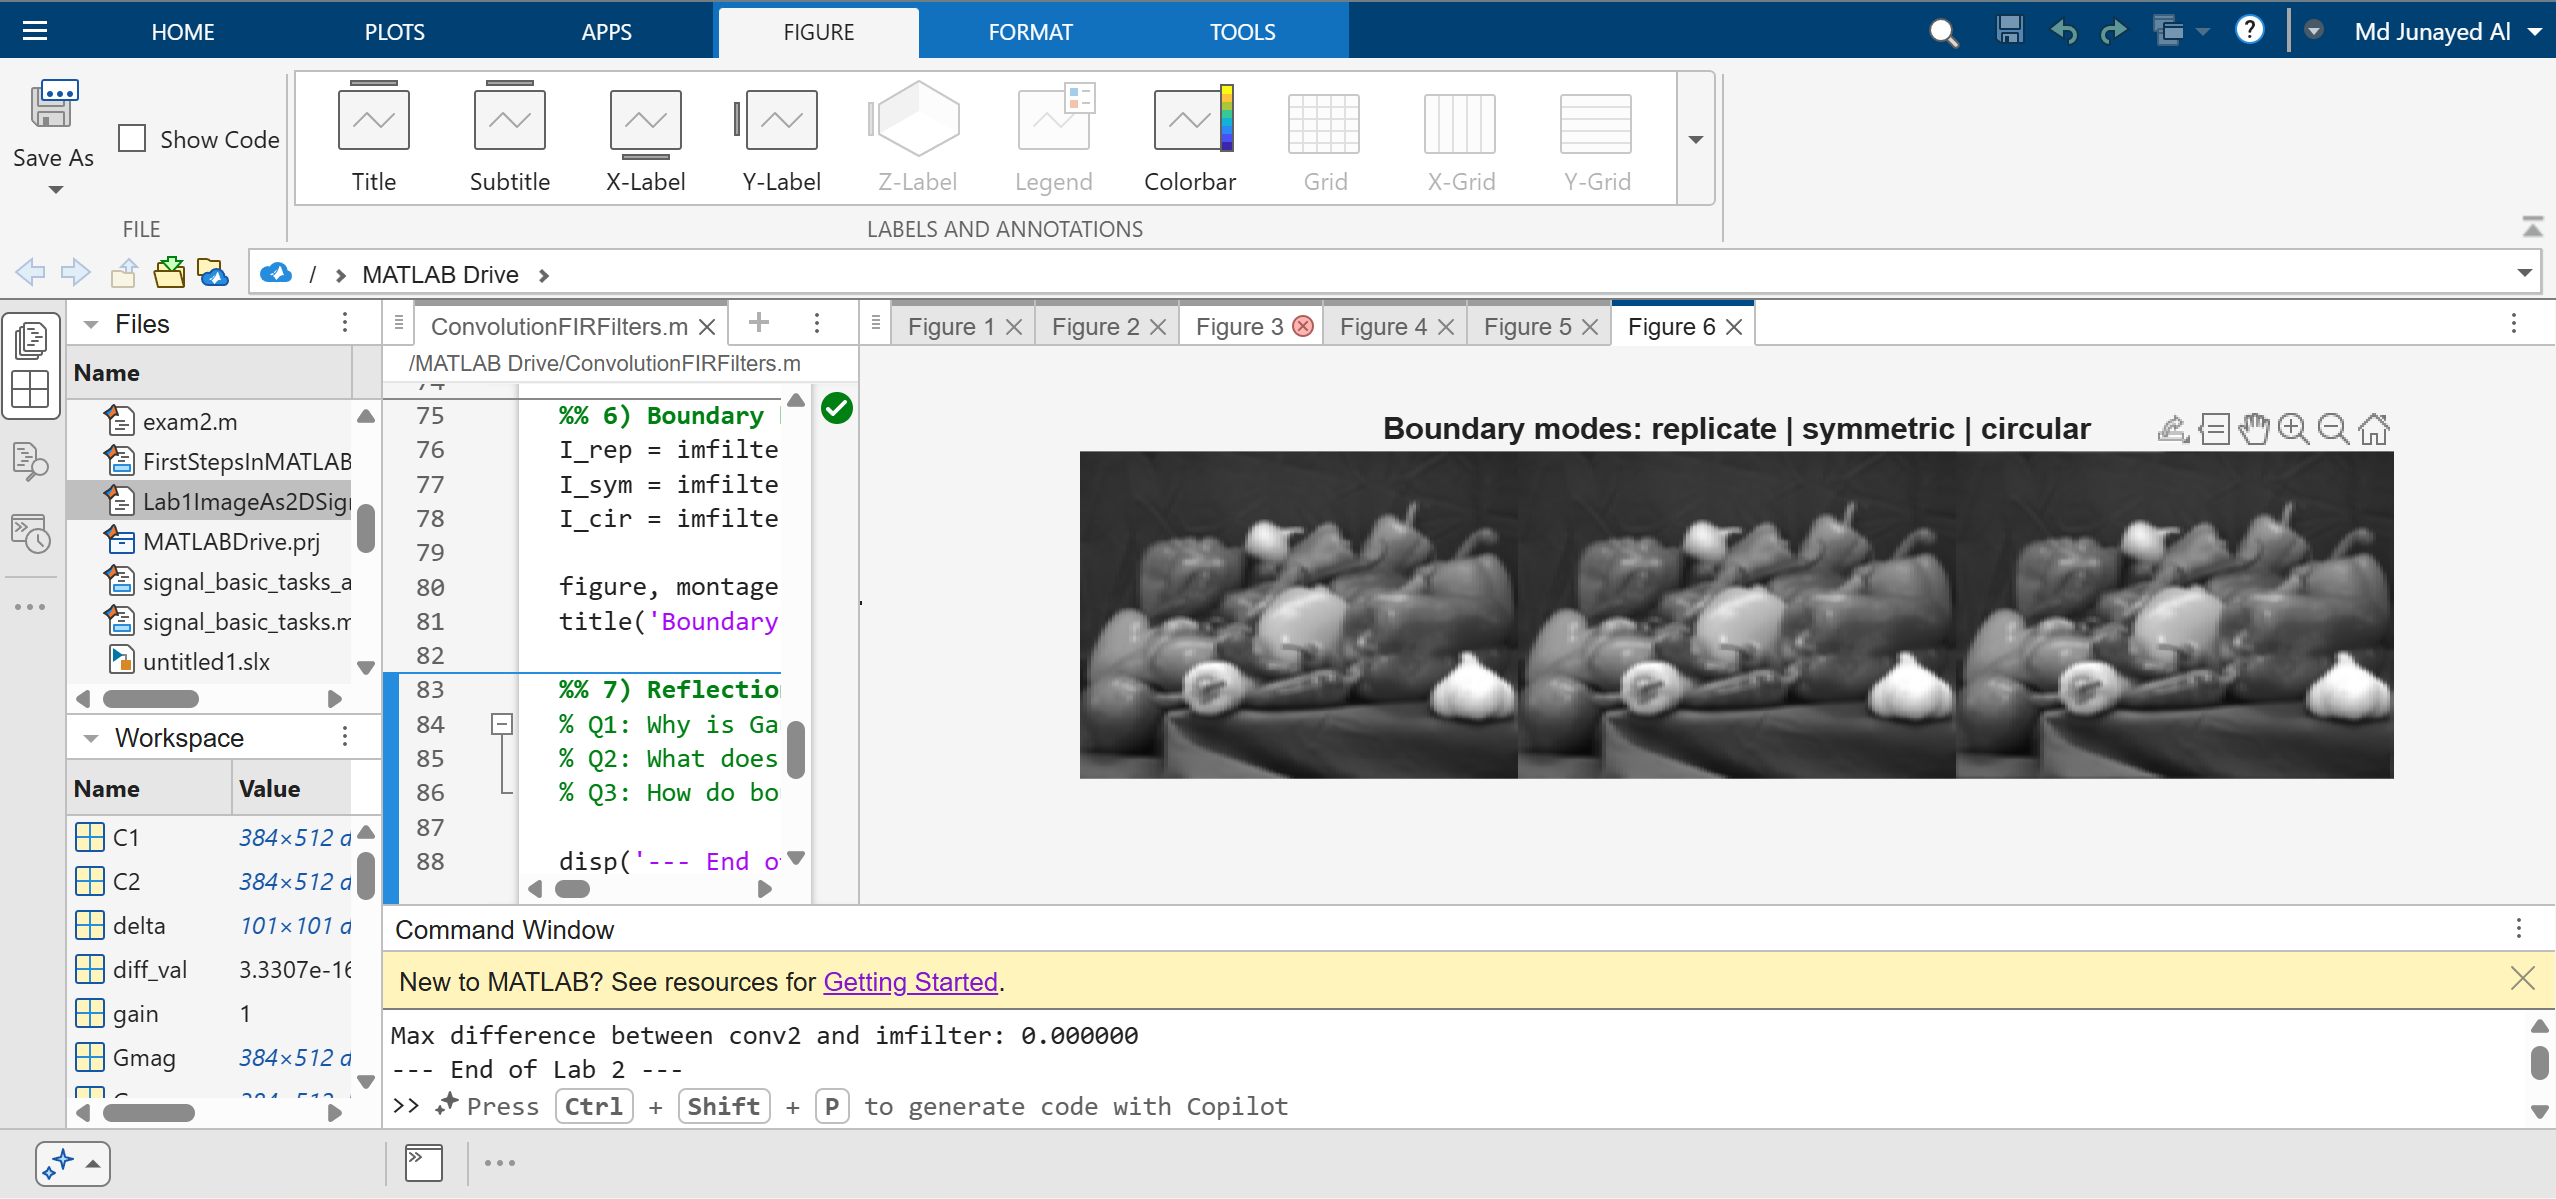 HOME PLOTS APPS FIGURE FORMAT TOOLS Md Junayed Al
Save As
Show Code
FILE
Title Subtitle X-Label Y-Label Z-Label Legend Colorbar Grid X-Grid Y-Grid
LABELS AND ANNOTATIONS
/ MATLAB Drive
Files
Name
exam2.m
FirstStepsInMATLAB
Lab1ImageAs2DSig
MATLABDrive.prj
signal_basic_tasks_a
signal_basic_tasks.m
untitled1.slx
Workspace
Name Value
C1 384×512 d
C2 384×512 d
delta 101×101 d
diff_val 3.3307e-16
gain 1
Gmag 384×512 d
ConvolutionFIRFilters.m
/MATLAB Drive/ConvolutionFIRFilters.m
74
75 %% 6) Boundary
76 I_rep = imfilte
77 I_sym = imfilte
78 I_cir = imfilte
79
80 figure, montage
81 title('Boundary
82
83 %% 7) Reflectio
84 % Q1: Why is Ga
85 % Q2: What does
86 % Q3: How do bo
87
88 disp('--- End o
Figure 1 Figure 2 Figure 3 Figure 4 Figure 5 Figure 6
Boundary modes: replicate | symmetric | circular
Command Window
New to MATLAB? See resources for Getting Started.
Max difference between conv2 and imfilter: 0.000000
--- End of Lab 2 ---
>> Press Ctrl + Shift + P to generate code with Copilot